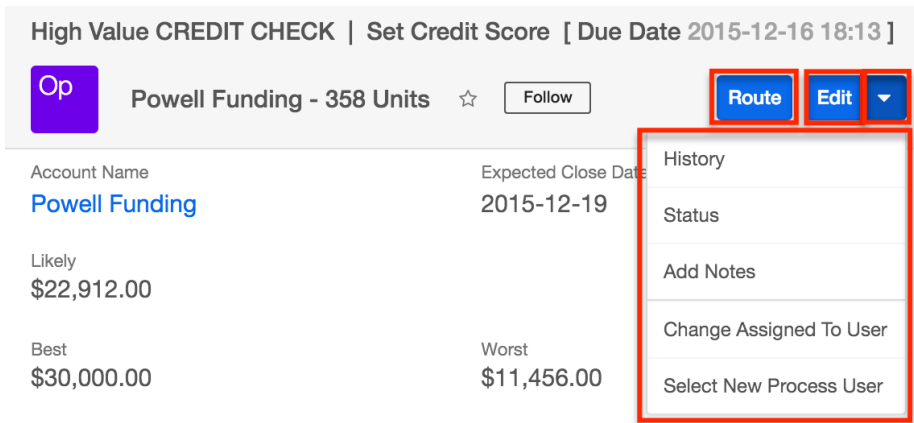 High Value CREDIT CHECK | Set Credit Score [ Due Date 2015-12-16 18:13 ]
Op
Powell Funding - 358 Units
Follow
Route
Edit
History
Status
Add Notes
Change Assigned To User
Select New Process User
Account Name
Powell Funding
Expected Close Date
2015-12-19
Likely
$22,912.00
Best
$30,000.00
Worst
$11,456.00